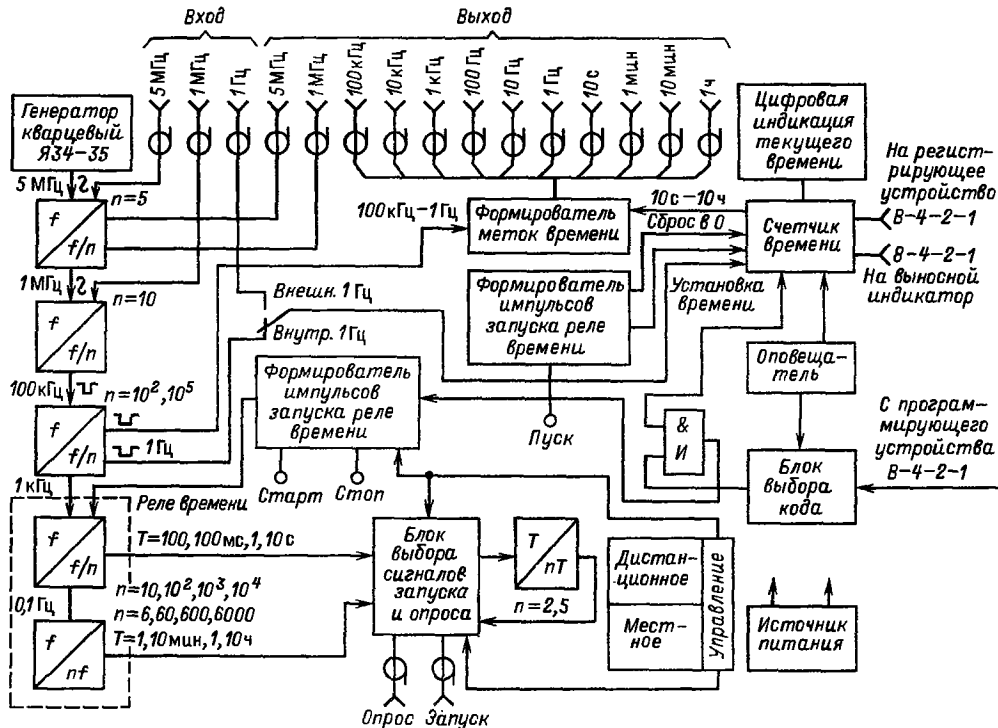 Вход
Выход
5 МГц
1 МГц
1 Гц
5 МГц
1 МГц
100 кГц
10 кГц
1 кГц
100 Гц
10 Гц
1 Гц
10 с
1 мин
10 мин
1 ч
Генератор
кварцевый
Я34-35
Цифровая
индикация
текущего
времени
На регист-
рирующее
устройство
В-4-2-1
В-4-2-1
На выносной
индикатор
5 МГц
n=5
f
f/n
100 кГц-1 Гц
Формирователь
меток времени
10 с-10 ч
Сброс в 0
Счетчик
времени
1 МГц
n=10
f
f/n
Внешн. 1 Гц
Внутр. 1 Гц
Формирователь
импульсов
запуска реле
времени
Установка
времени
Оповеща-
тель
100 кГц
n=10², 10⁵
f
f/n
1 Гц
Формирователь
импульсов
запуска реле
времени
Старт
Стоп
Пуск
&
И
С програм-
мирующего
устройства
В-4-2-1
Блок
выбора
кода
1 кГц
Реле времени
f
f/n
T=100, 100 мс, 1, 10 с
n=10, 10², 10³, 10⁴
0,1 Гц
n=6, 60, 600, 6000
T=1, 10 мин, 1, 10 ч
f
nf
Блок
выбора
сигналов
запуска
и опроса
T
nT
n=2,5
Дистан-
ционное
Мест-
ное
Управление
Источник
питания
Опрос
Запуск